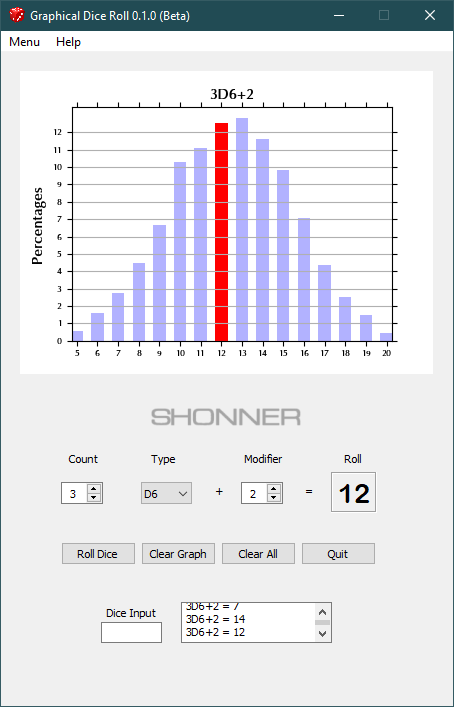 Graphical Dice Roll 0.1.0 (Beta)
Menu Help
3D6+2
Percentages
12
11
10
9
8
7
6
5
4
3
2
1
0
5 6 7 8 9 10 11 12 13 14 15 16 17 18 19 20
SHONNER
Count Type Modifier Roll
3 D6 + 2 = 12
Roll Dice Clear Graph Clear All Quit
Dice Input
3D6+2 = 7
3D6+2 = 14
3D6+2 = 12